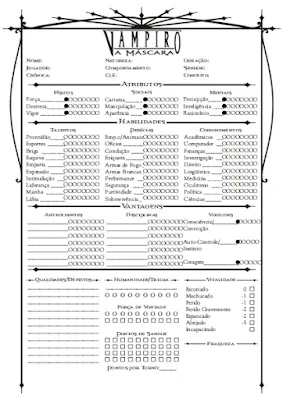 VAMPIRO
A MÁSCARA
Nome: Natureza: Geração:
Jogador: Comportamento: Senhor:
Crônica: Clã: Conceito:
Atributos
Físicos Sociais Mentais
Força Carisma Percepção
Destreza Manipulação Inteligência
Vigor Aparência Raciocínio
Habilidades
Talentos Perícias Conhecimentos
Prontidão Emp.c/Animais Acadêmicos
Esportes Ofícios Computador
Briga Condução Finanças
Esquiva Etiqueta Investigação
Empatia Armas de Fogo Direito
Expressão Armas Brancas Lingüística
Intimidação Performance Medicina
Liderança Segurança Ocultismo
Manha Furtividade Política
Lábia Sobrevivência Ciências
Vantagens
Antecedentes Disciplinas Virtudes
Consciência/
Convicção
Auto-Controle/
Instinto
Coragem
Qualidades/Defeitos Humanidade/Trilha Vitalidade
Escoriado -0
Machucado -1
Força de Vontade Ferido -1
Ferido Gravemente -2
Espancado -2
Pontos de Sangue Aleijado -5
Incapacitado
Fraqueza
Pontos por Turno: